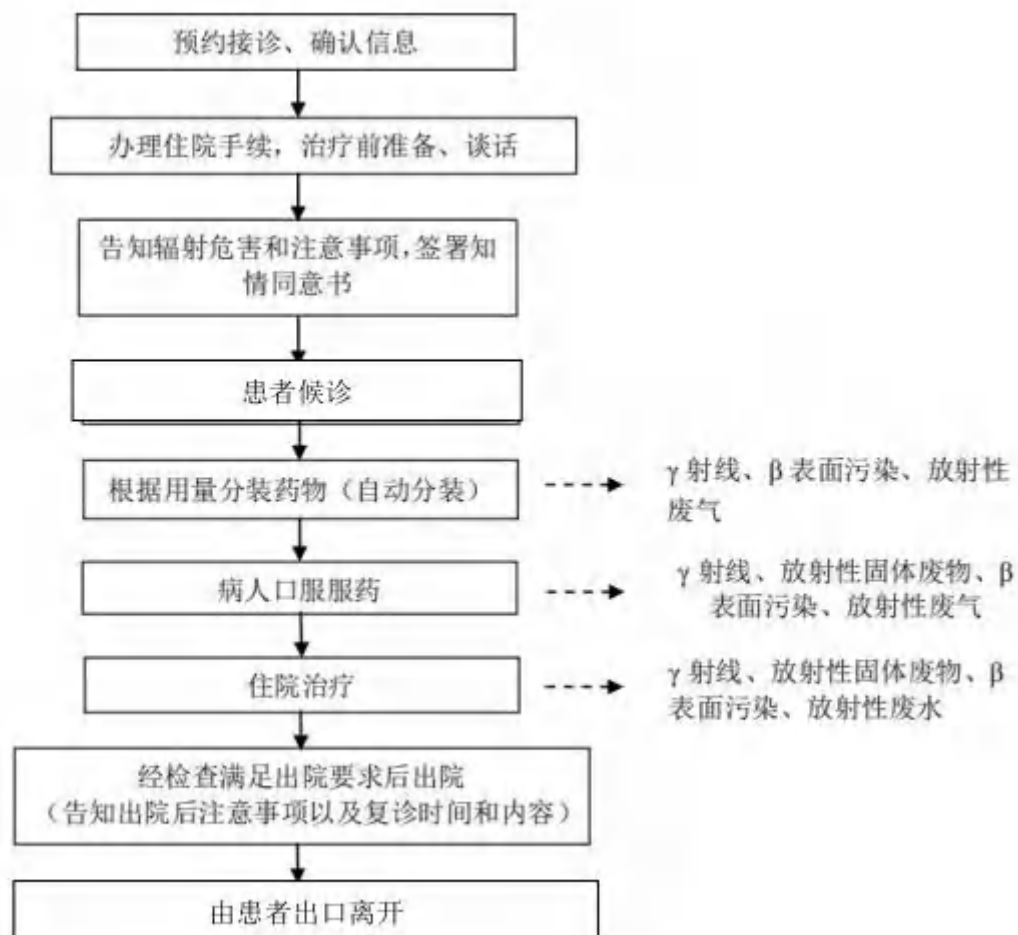 预约接诊、确认信息
办理住院手续，治疗前准备、谈话
告知辐射危害和注意事项，签署知
情同意书
患者候诊
根据用量分装药物（自动分装）
γ射线、β表面污染、放射性
废气
病人口服服药
γ射线、放射性固体废物、β
表面污染、放射性废气
住院治疗
γ射线、放射性固体废物、β
表面污染、放射性废水
经检查满足出院要求后出院
（告知出院后注意事项以及复诊时间和内容）
由患者出口离开